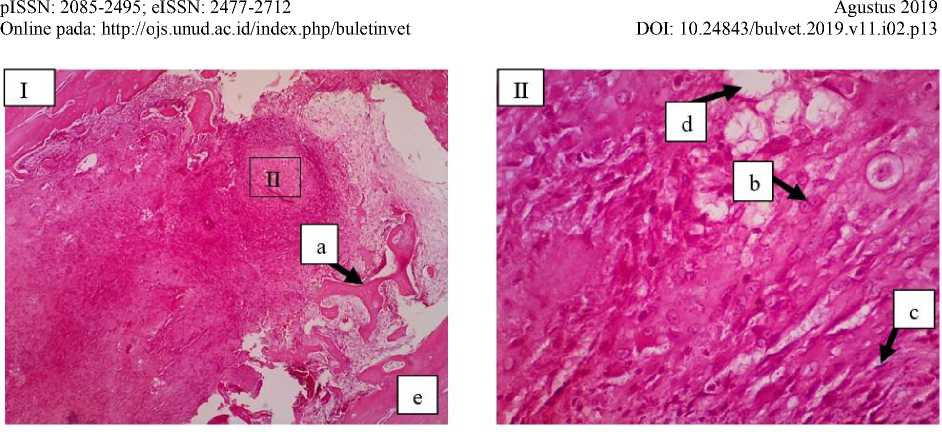 pISSN: 2085-2495; eISSN: 2477-2712 Agustus 2019
Online pada: http://ojs.unud.ac.id/index.php/buletinvet DOI: 10.24843/bulvet.2019.v11.i02.p13
I
II
a
e
II
d
b
c